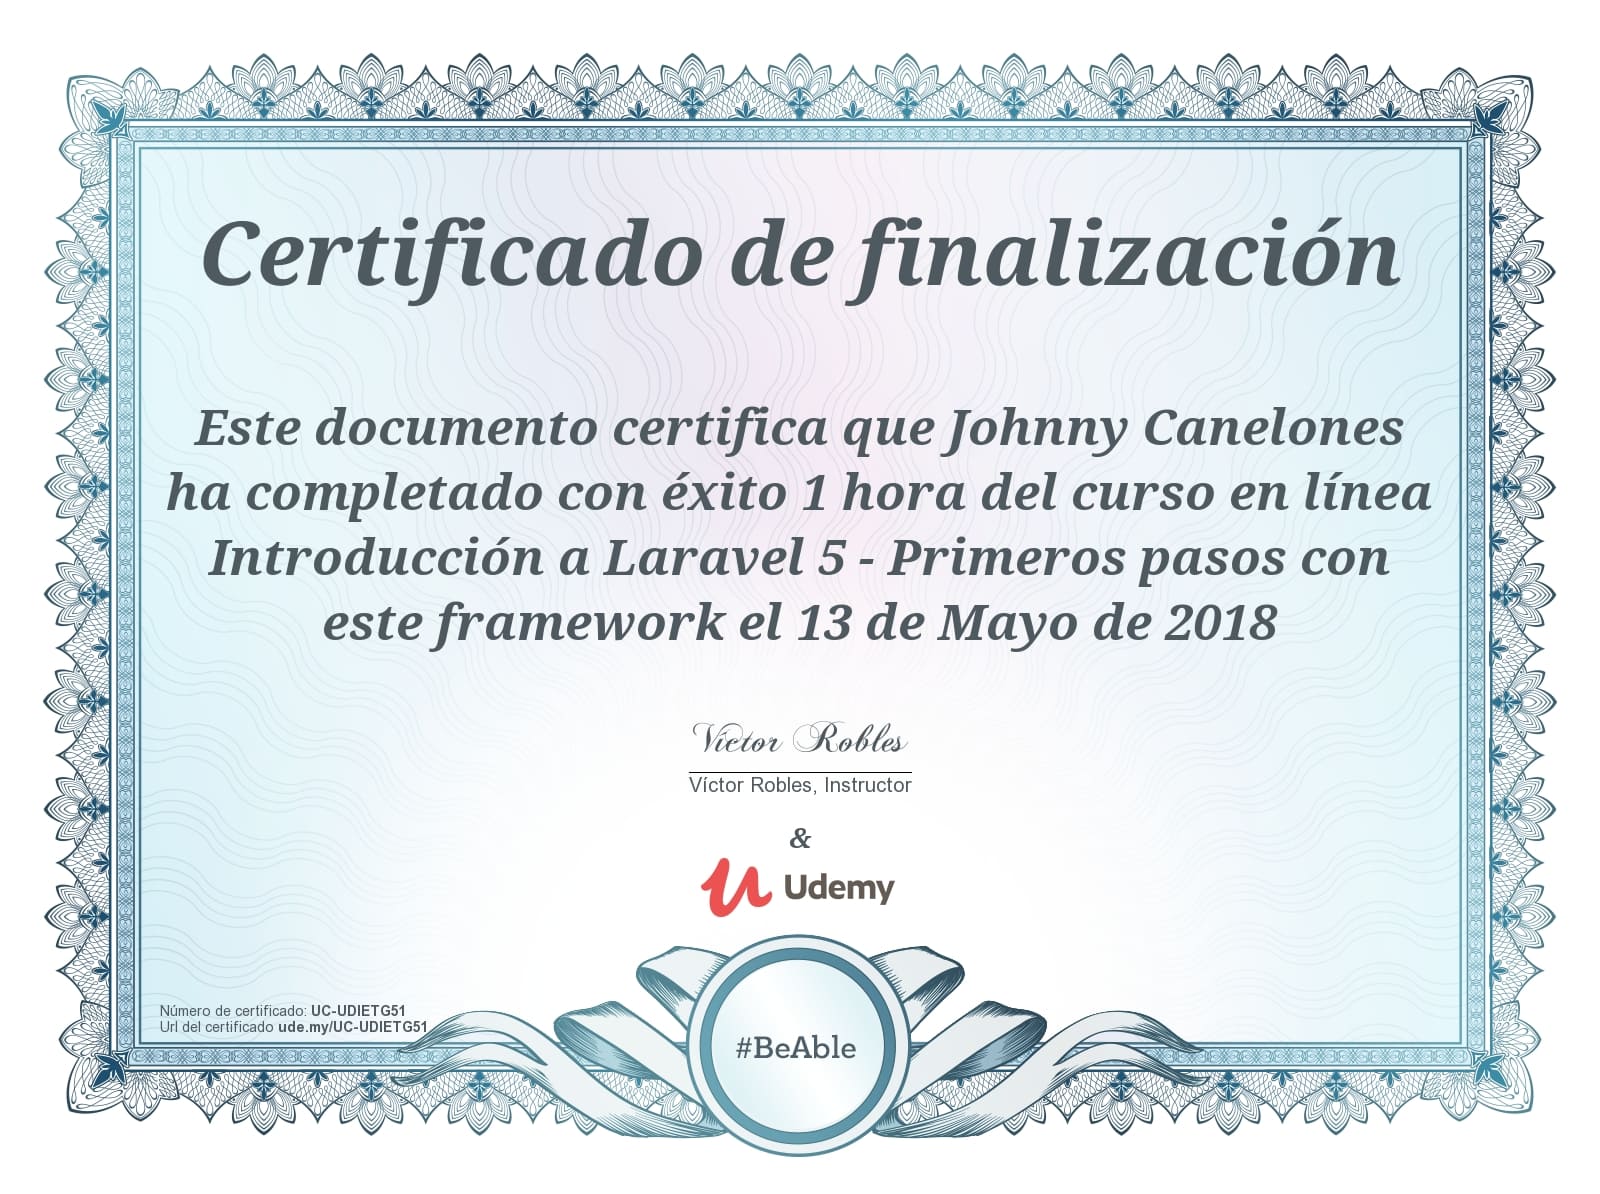 Certificado de finalización
Este documento certifica que Johnny Canelones
ha completado con éxito 1 hora del curso en línea
Introducción a Laravel 5 - Primeros pasos con
este framework el 13 de Mayo de 2018
Víctor Robles
Víctor Robles, Instructor
&
Udemy
Número de certificado: UC-UDIETG51
Url del certificado ude.my/UC-UDIETG51
#BeAble